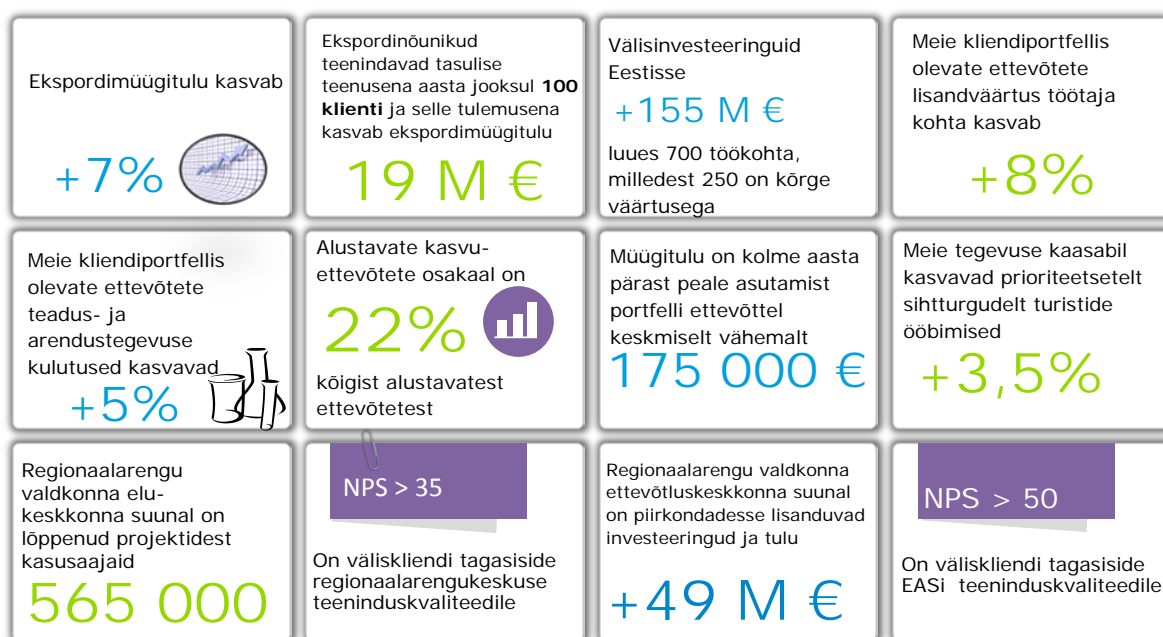 Ekspordimüügitulu kasvab
+7%
Ekspordinõunikud
teenindavad tasulise
teenusena aasta jooksul 100
klienti ja selle tulemusena
kasvab ekspordimüügitulu
19 M €
Välisinvesteeringuid
Eestisse
+155 M €
luues 700 töökohta,
milledest 250 on kõrge
väärtusega
Meie kliendiportfellis
olevate ettevõtete
lisandväärtus töötaja
kohta kasvab
+8%
Meie kliendiportfellis
olevate ettevõtete
teadus- ja
arendustegevuse
kulutused kasvavad
+5%
Alustavate kasvu-
ettevõtete osakaal on
22%
kõigist alustavatest
ettevõtetest
Müügitulu on kolme aasta
pärast peale asutamist
portfelli ettevõttel
keskmiselt vähemalt
175 000 €
Meie tegevuse kaasabil
kasvavad prioriteetsetelt
sihtturgudelt turistide
ööbimised
+3,5%
Regionaalarengu
valdkonna elu-
keskkonna suunal on
lõppenud projektidest
kasusaajaid
565 000
NPS > 35
On väliskliendi tagasiside
regionaalarengukeskuse
teeninduskvaliteedile
Regionaalarengu valdkonna
ettevõtluskeskkonna suunal
on piirkondadesse lisanduvad
investeeringud ja tulu
+49 M €
NPS > 50
On väliskliendi tagasiside
EASi teeninduskvaliteedile